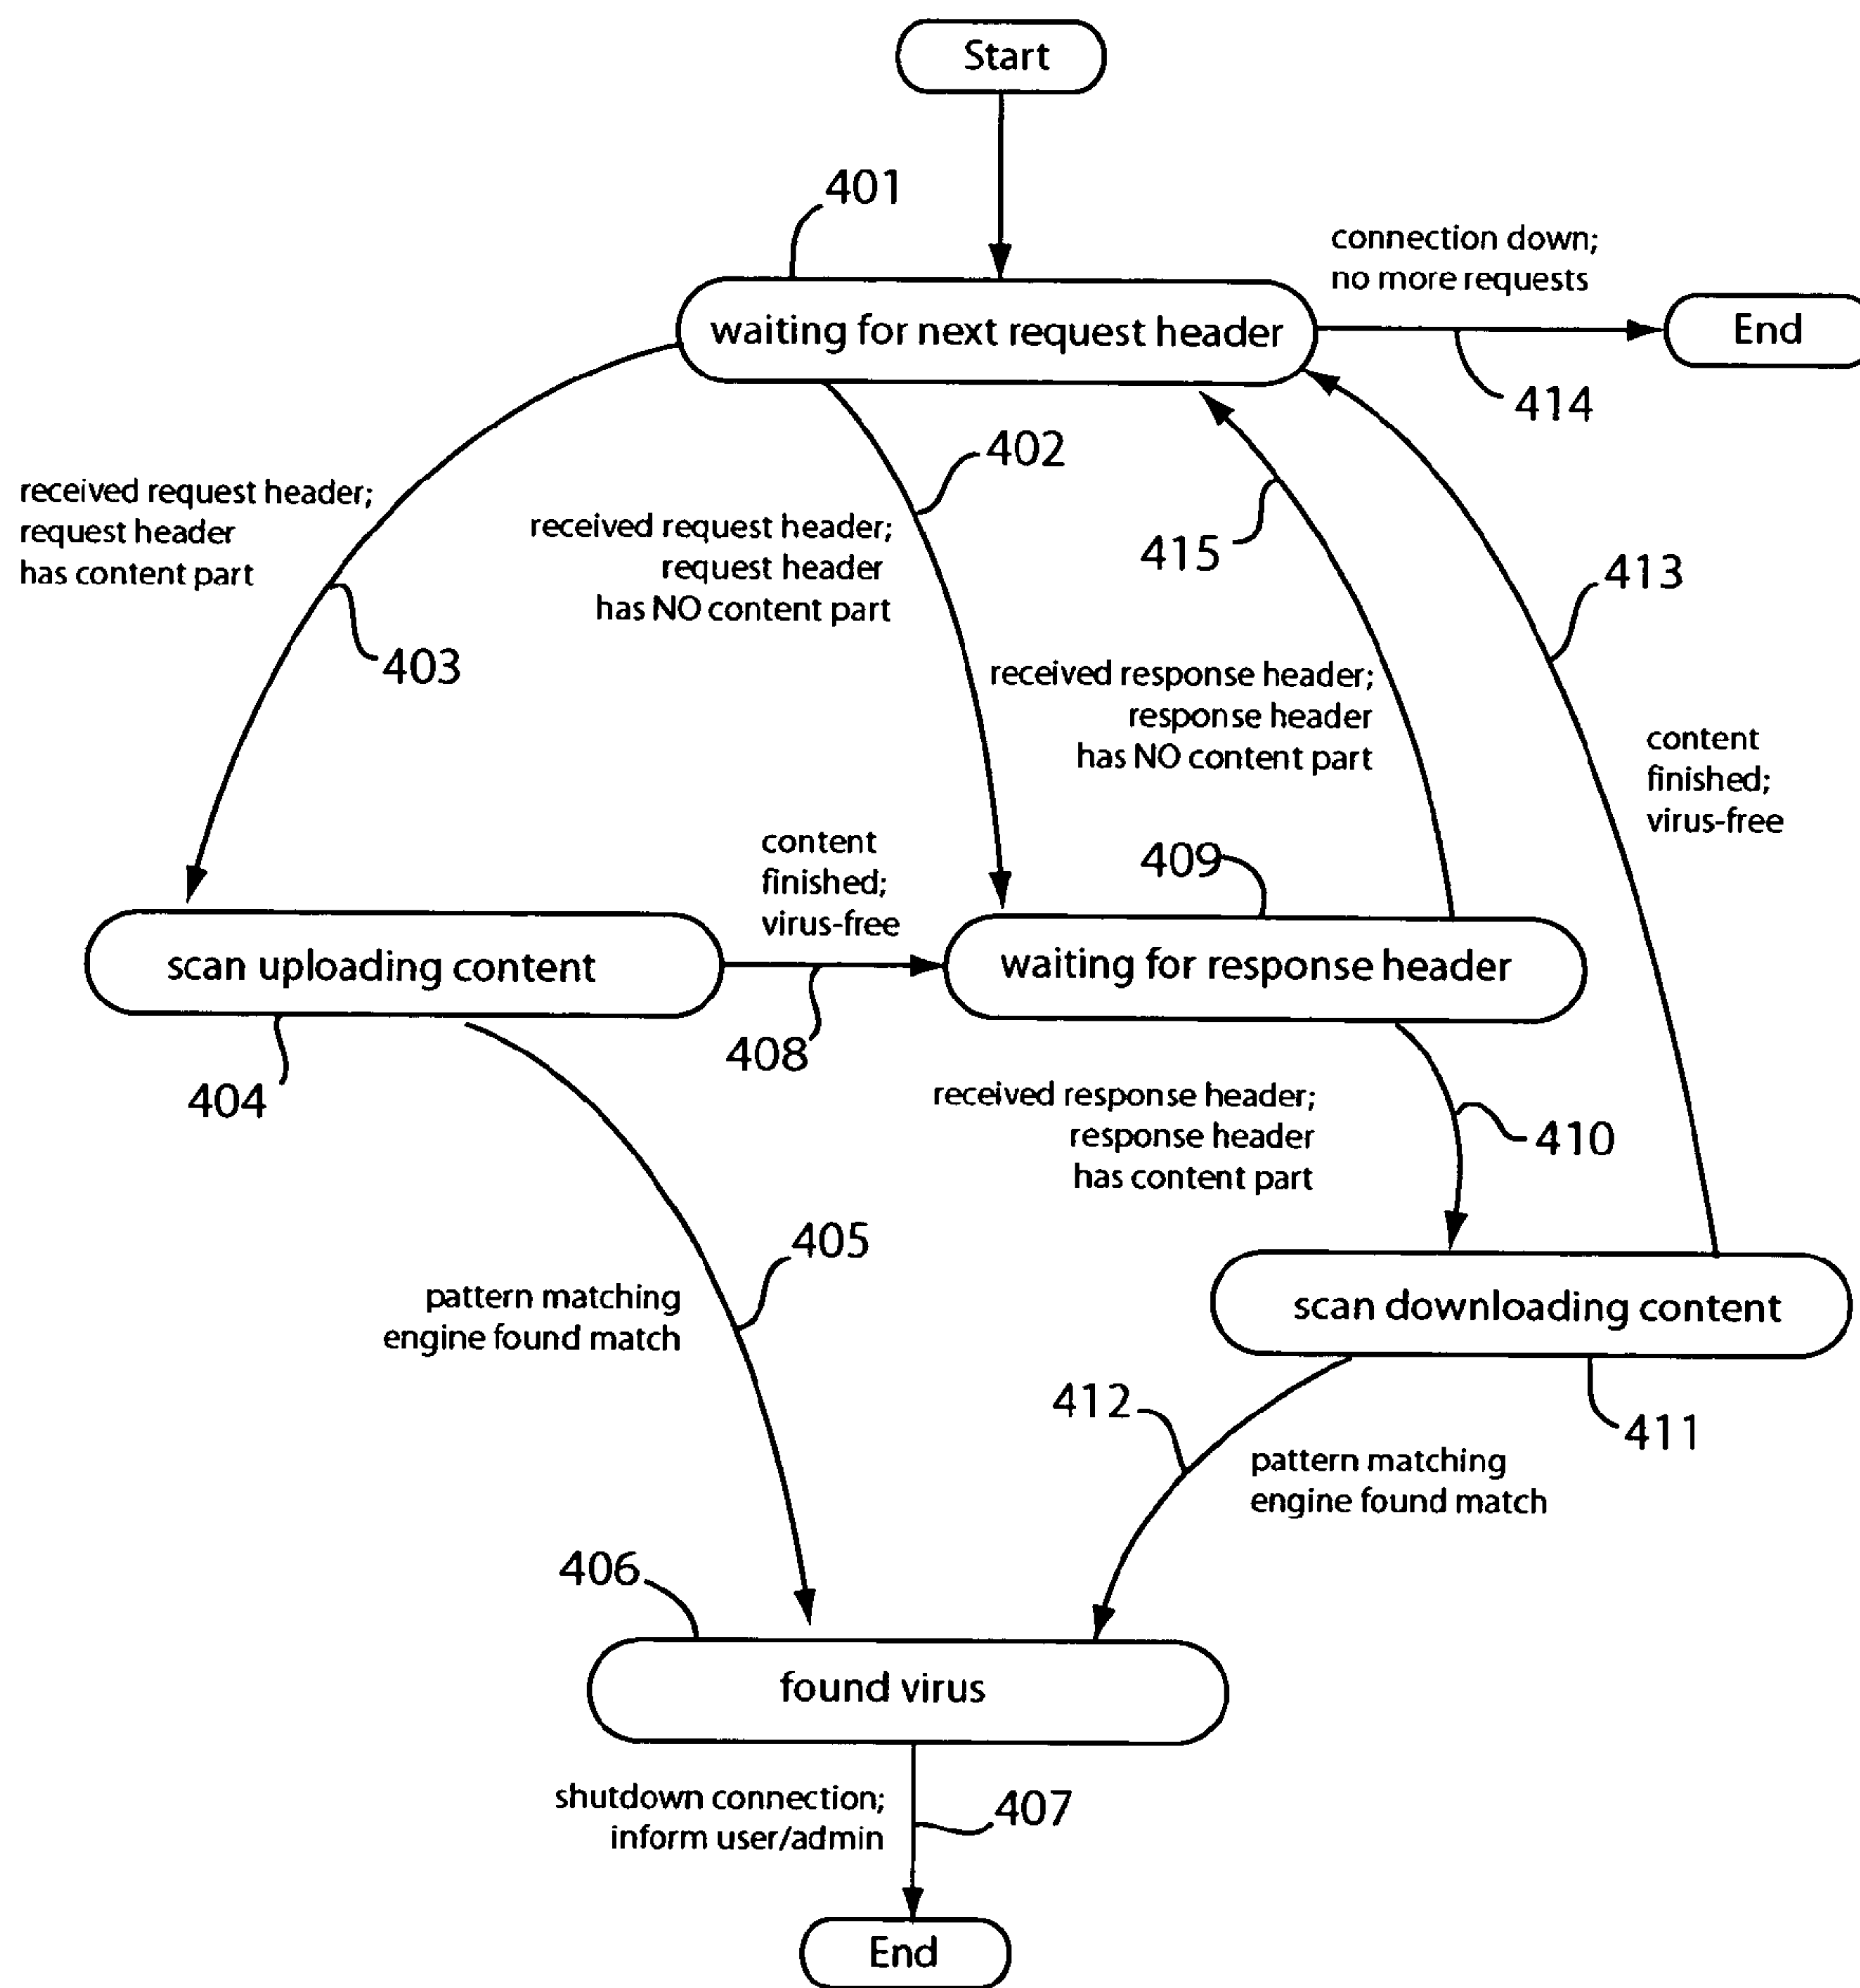 Start
401
connection down;
no more requests
waiting for next request header
End
414
402
received request header;
request header
has content part
received request header;
request header
has NO content part
415
413
403
received response header;
response header
has NO content part
content
finished;
virus-free
content
finished;
virus-free
409
scan uploading content
waiting for response header
408
404
received response header;
response header
has content part
410
405
pattern matching
engine found match
scan downloading content
412
411
pattern matching
engine found match
406
found virus
shutdown connection;
inform user/admin
407
End